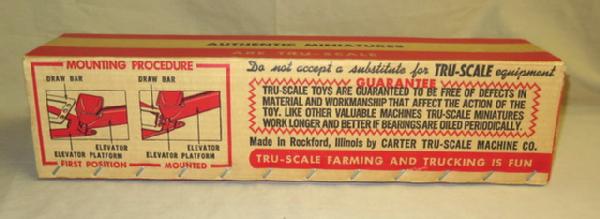 AUTHENTIC MINIATURES
ARE TRU-SCALE
MOUNTING PROCEDURE
DRAW BAR
ELEVATOR
ELEVATOR PLATFORM
FIRST POSITION
DRAW BAR
ELEVATOR
ELEVATOR PLATFORM
MOUNTED
Do not accept a substitute for TRU-SCALE equipment
GUARANTEE
TRU-SCALE TOYS ARE GUARANTEED TO BE FREE OF DEFECTS IN
MATERIAL AND WORKMANSHIP THAT AFFECT THE ACTION OF THE
TOY. LIKE OTHER VALUABLE MACHINES TRU-SCALE MINIATURES
WORK LONGER AND BETTER IF BEARINGS ARE OILED PERIODICALLY.
Made in Rockford, Illinois by CARTER TRU-SCALE MACHINE CO.
TRU-SCALE FARMING AND TRUCKING IS FUN